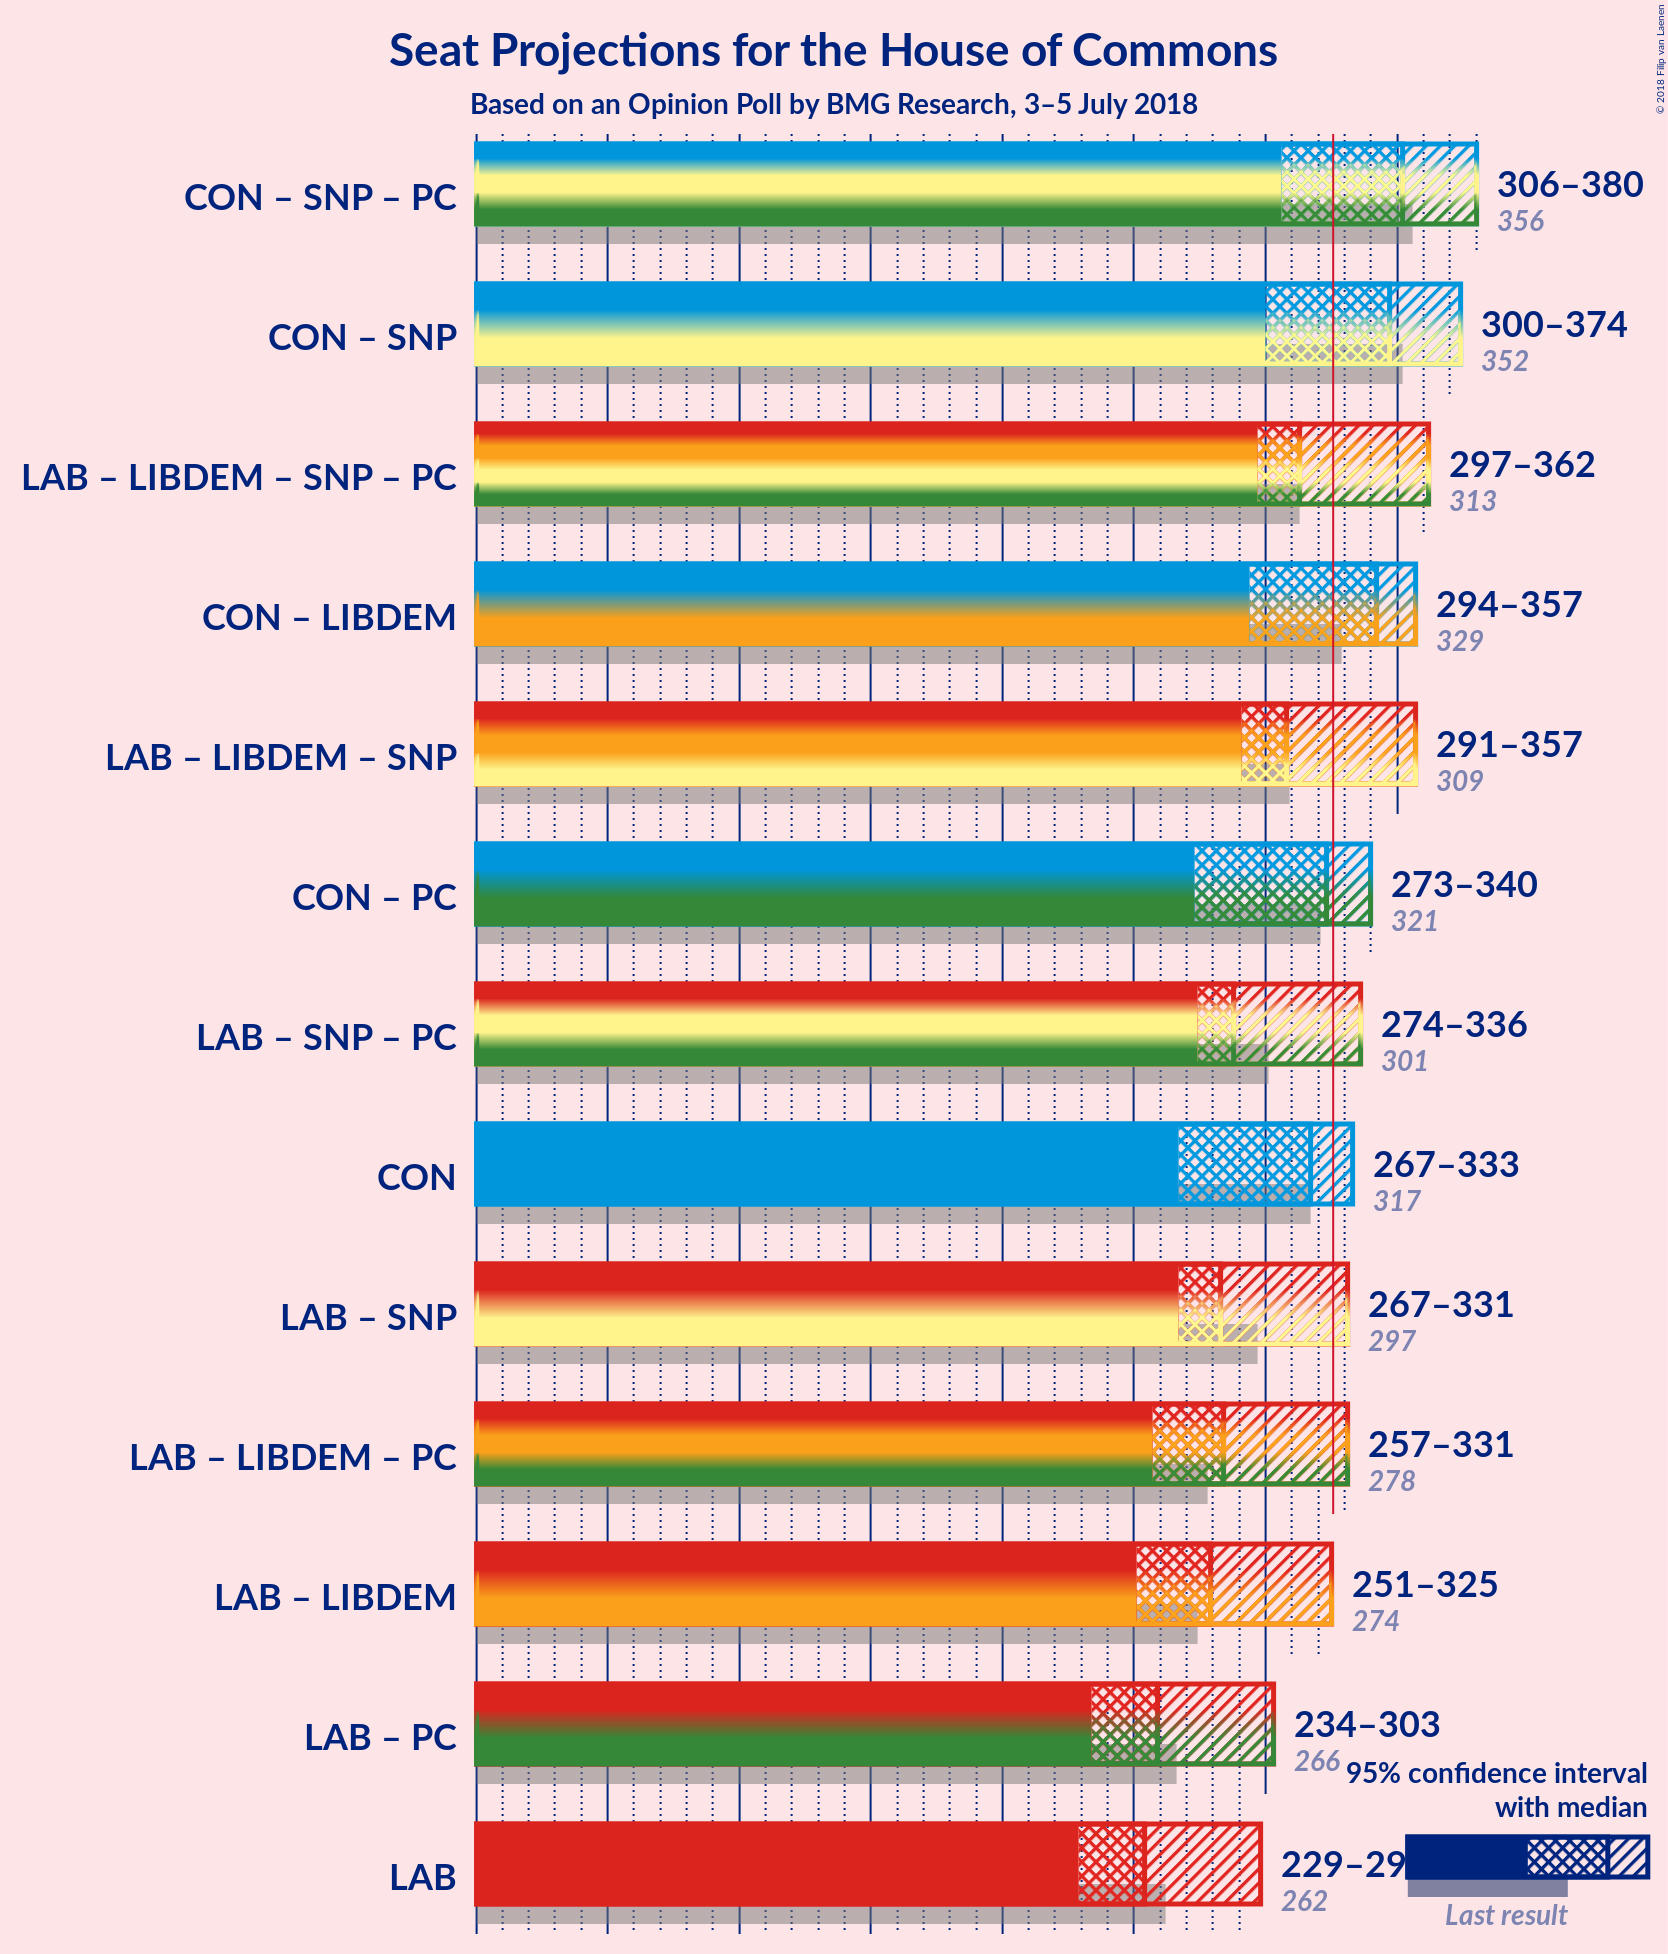 Seat Projections for the House of Commons
Based on an Opinion Poll by BMG Research, 3–5 July 2018
© 2018 Filip van Laenen
CON – SNP – PC
306–380
356
CON – SNP
300–374
352
LAB – LIBDEM – SNP – PC
297–362
313
CON – LIBDEM
294–357
329
LAB – LIBDEM – SNP
291–357
309
CON – PC
273–340
321
LAB – SNP – PC
274–336
301
CON
267–333
317
LAB – SNP
267–331
297
LAB – LIBDEM – PC
257–331
278
LAB – LIBDEM
251–325
274
LAB – PC
234–303
266
LAB
229–29
262
95% confidence interval
with median
Last result